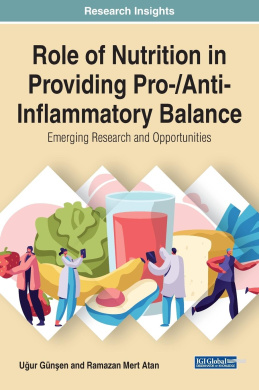 Research Insights
Role of Nutrition in
Providing Pro-/Anti-
Inflammatory Balance
Emerging Research and Opportunities
Uğur Günşen and Ramazan Mert Atan
IGI Global